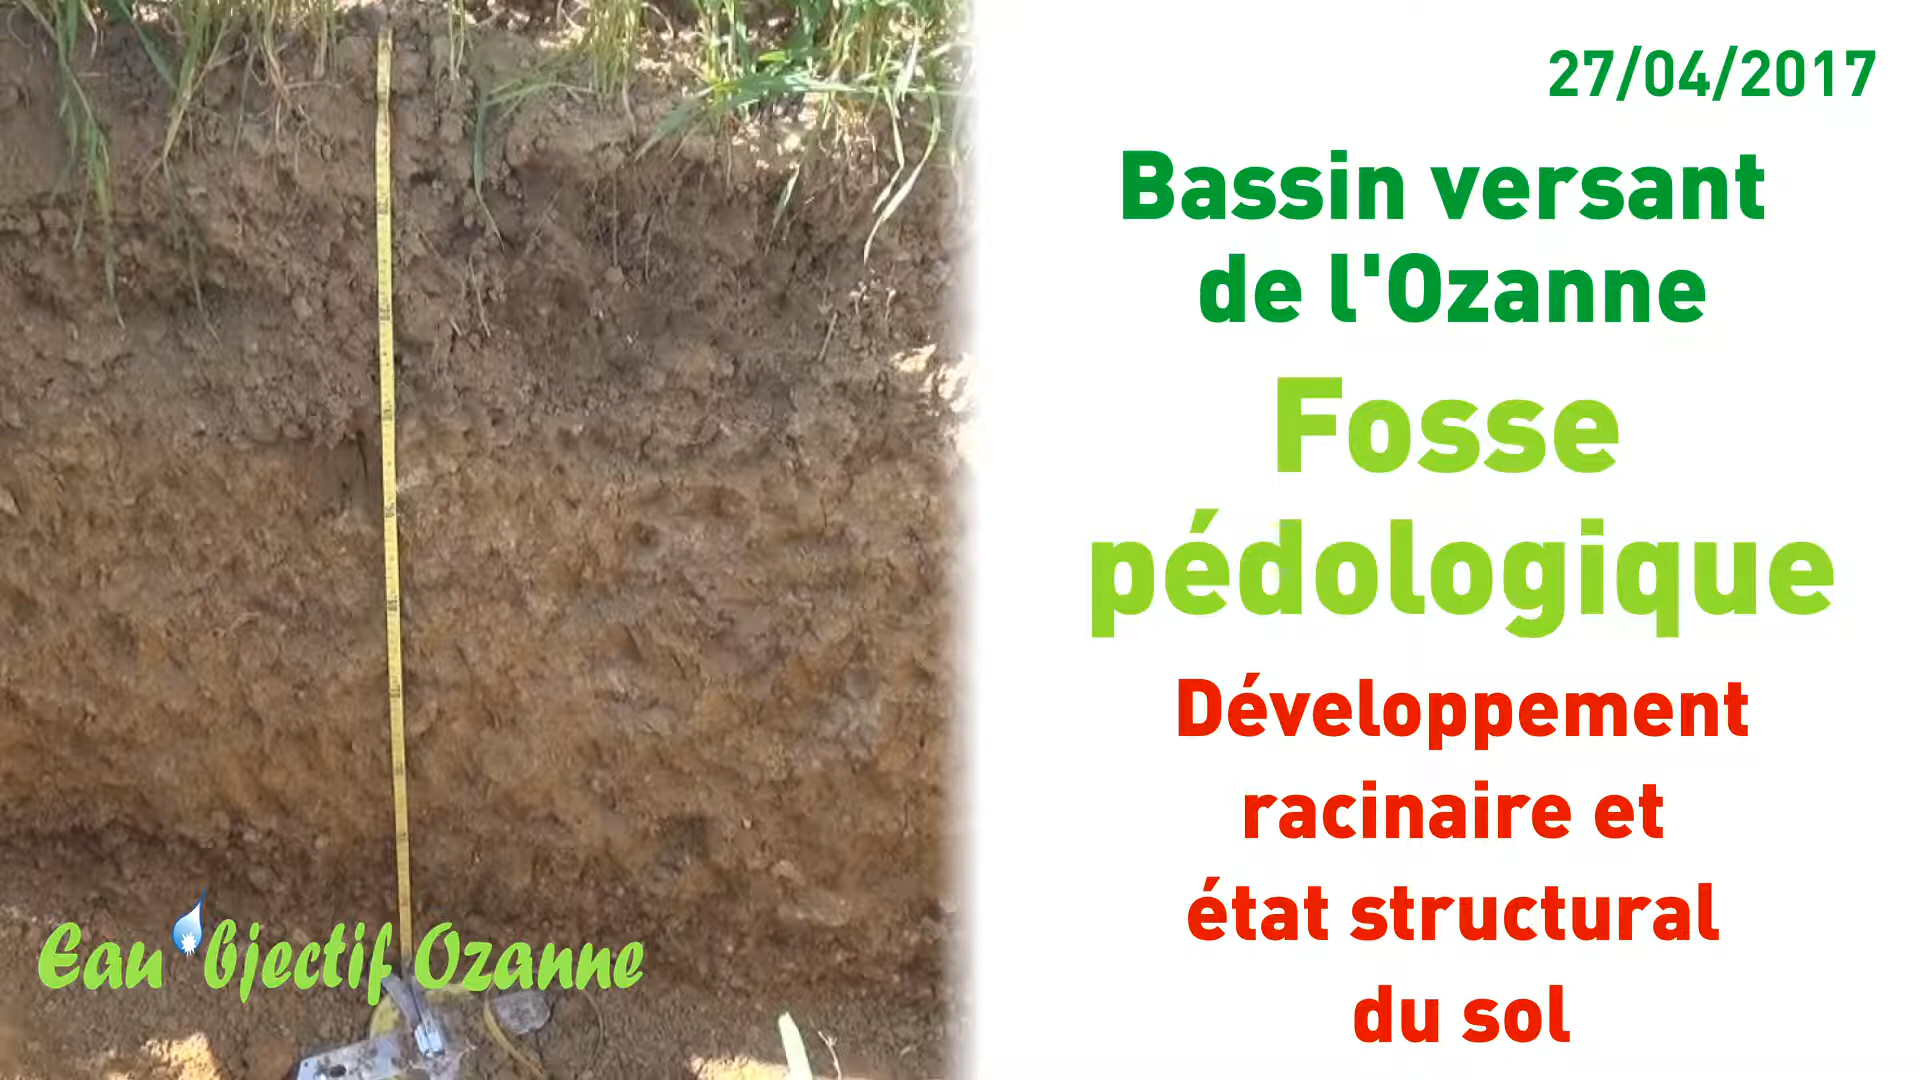 27/04/2017
Bassin versant
de l'Ozanne
Fosse
pédologique
Développement
racinaire et
état structural
du sol
Eau 'bjectif Ozanne